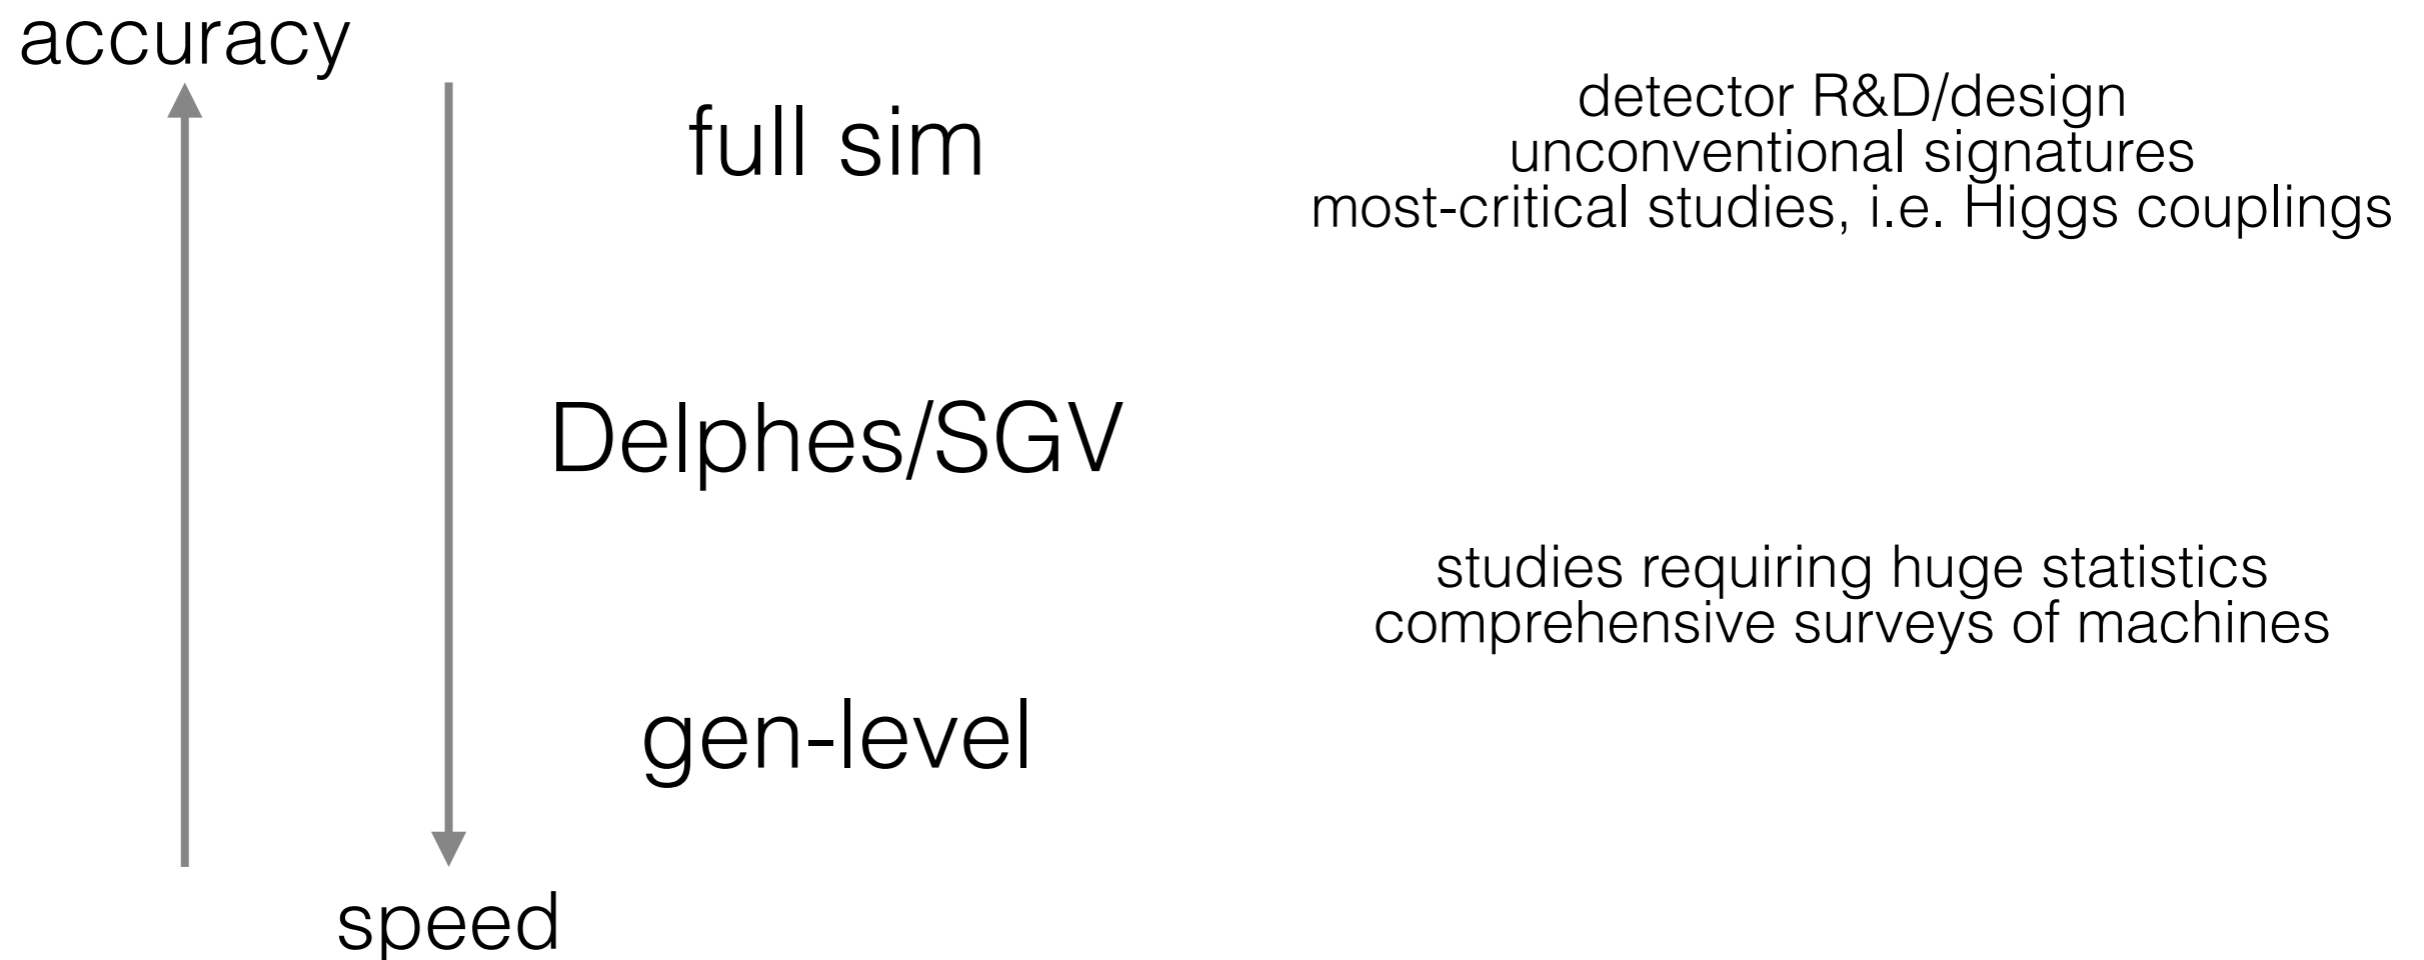 accuracy
full sim
detector R&D/design
unconventional signatures
most-critical studies, i.e. Higgs couplings
Delphes/SGV
studies requiring huge statistics
comprehensive surveys of machines
gen-level
speed